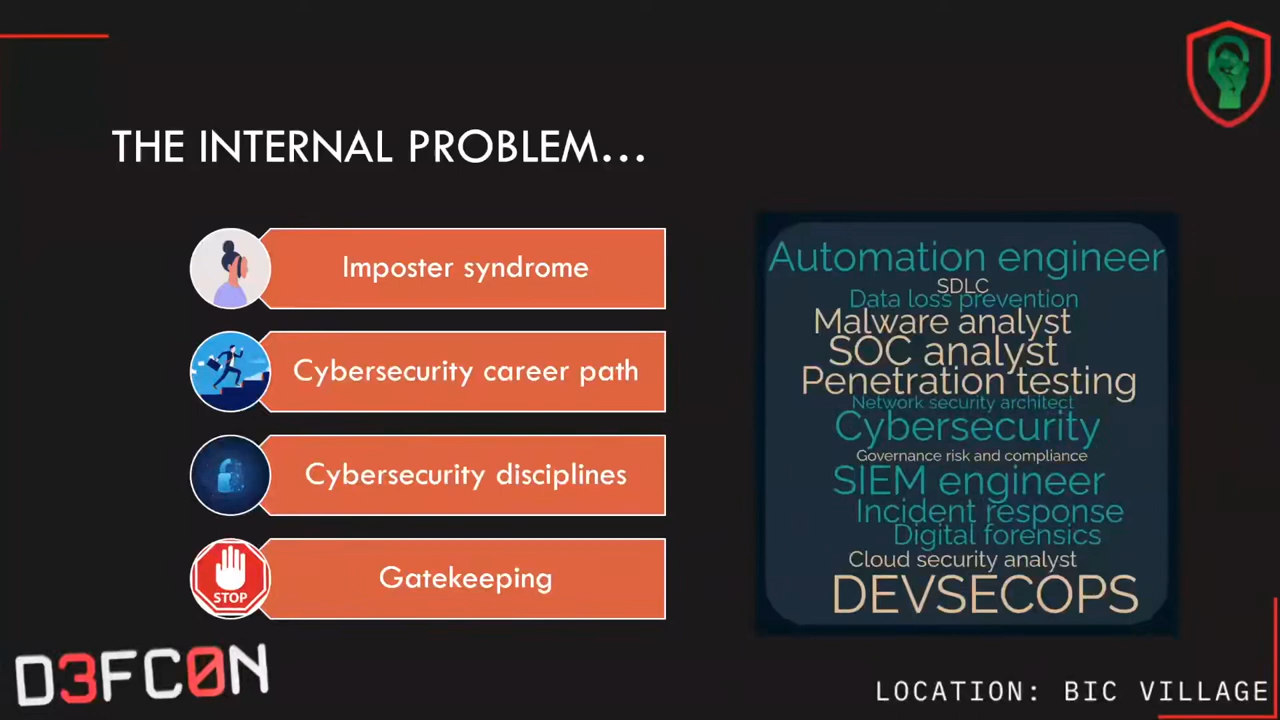 THE INTERNAL PROBLEM...
Imposter syndrome
Cybersecurity career path
Cybersecurity disciplines
STOP
Gatekeeping
Automation engineer
SDLC
Data loss prevention
Malware analyst
SOC analyst
Penetration testing
Network security architect
Cybersecurity
Governance risk and compliance
SIEM engineer
Incident response
Digital forensics
Cloud security analyst
DEVSECOPS
D3FC0N
LOCATION: BIC VILLAGE